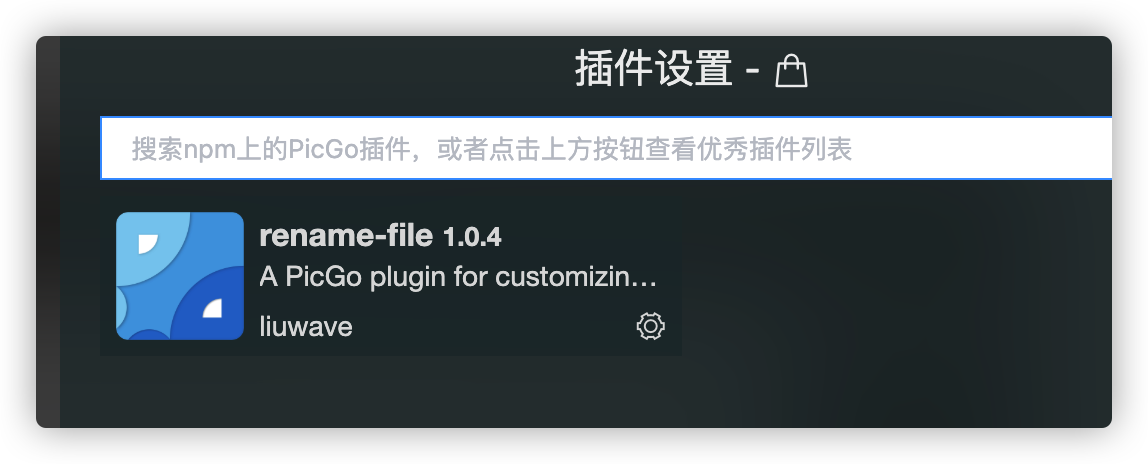 插件设置 -
搜索npm上的PicGo插件，或者点击上方按钮查看优秀插件列表
rename-file 1.0.4
A PicGo plugin for customizin...
liuwave